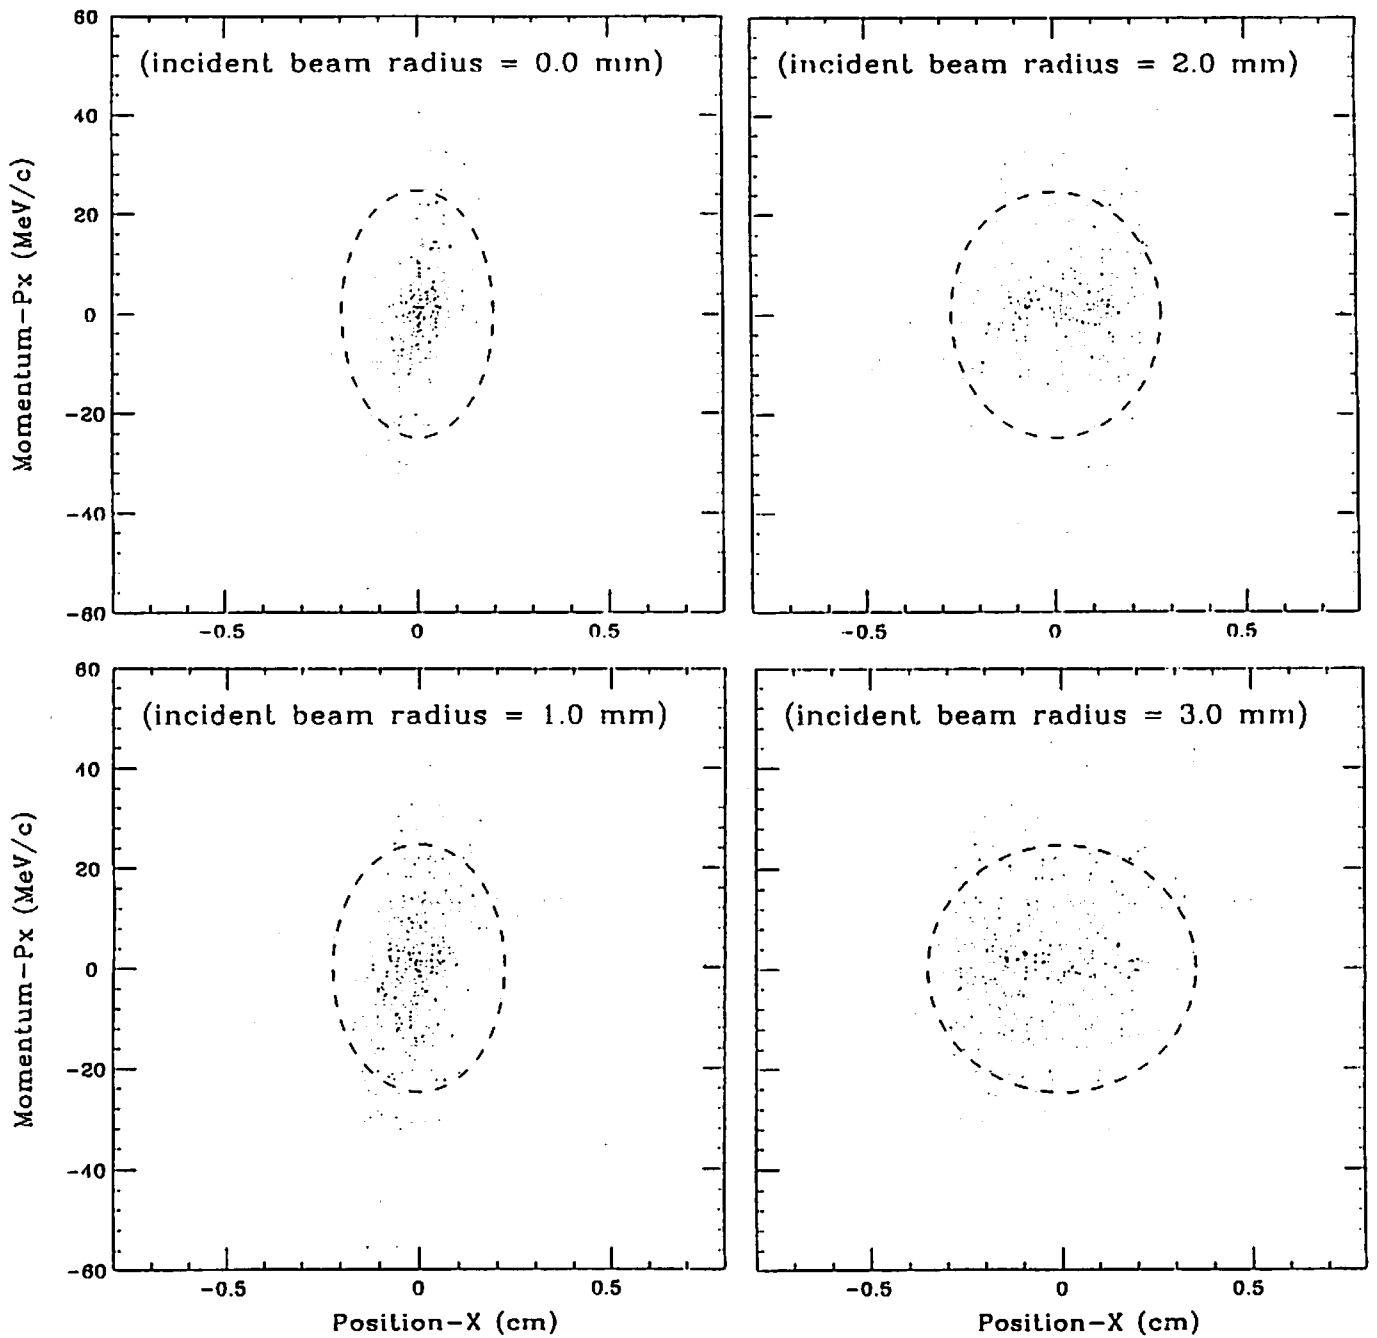 60
(incident beam radius = 0.0 mm)
(incident beam radius = 2.0 mm)
40
20
0
-20
-40
-60
Momentum-Px (MeV/c)
-0.5 0 0.5
-0.5 0 0.5
60
(incident beam radius = 1.0 mm)
(incident beam radius = 3.0 mm)
40
20
0
-20
-40
-60
Momentum-Px (MeV/c)
-0.5 0 0.5
-0.5 0 0.5
Position-X (cm)
Position-X (cm)